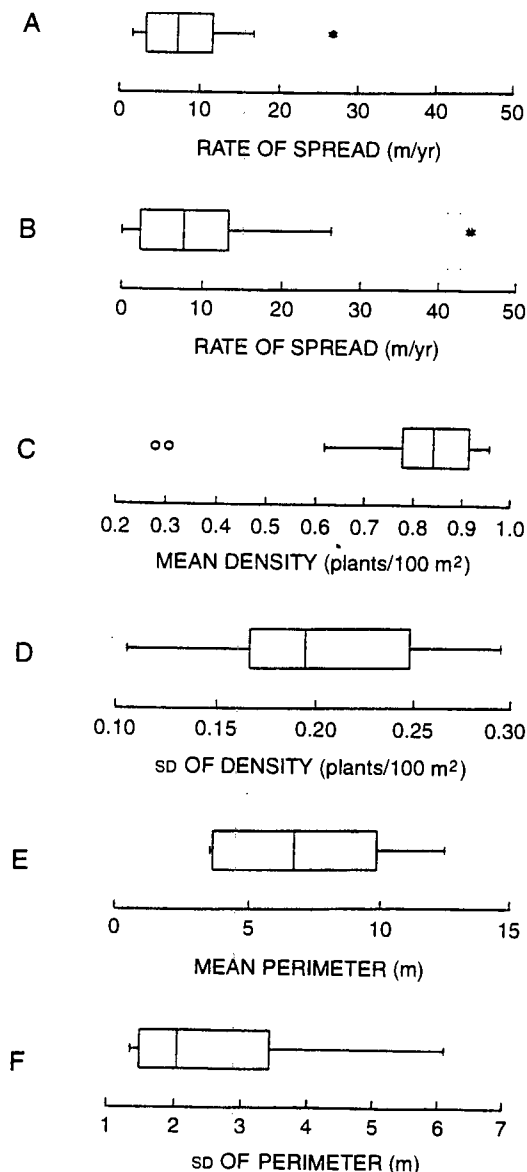 A
0 10 20 30 40 50
RATE OF SPREAD (m/yr)
B
0 10 20 30 40 50
RATE OF SPREAD (m/yr)
C
0.2 0.3 0.4 0.5 0.6 0.7 0.8 0.9 1.0
MEAN DENSITY (plants/100 m²)
D
0.10 0.15 0.20 0.25 0.30
SD OF DENSITY (plants/100 m²)
E
0 5 10 15
MEAN PERIMETER (m)
F
1 2 3 4 5 6 7
SD OF PERIMETER (m)